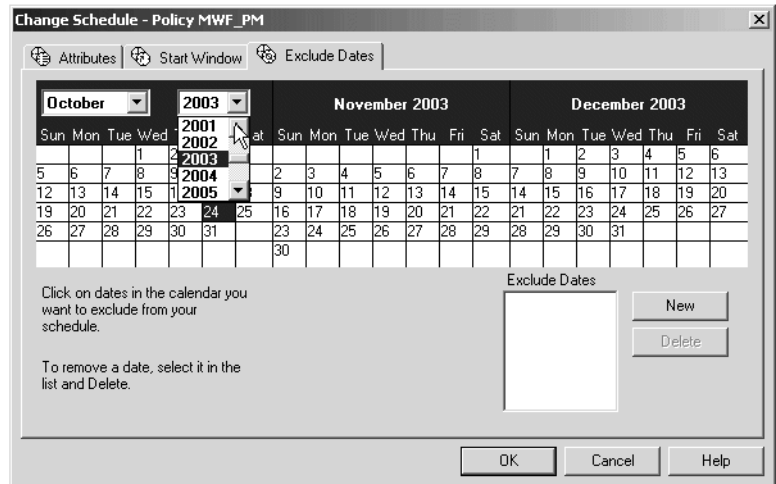 Change Schedule - Policy MWF_PM
Attributes Start Window Exclude Dates
October 2003 November 2003 December 2003
2001
2002
2003
2004
2005
Sun Mon Tue Wed at Sun Mon Tue Wed Thu Fri Sat Sun Mon Tue Wed Thu Fri Sat
1 2 1 1 2 3 4 5 6
5 6 7 8 9 2 3 4 5 6 7 8 7 8 9 10 11 12 13
12 13 14 15 1 9 10 11 12 13 14 15 14 15 16 17 18 19 20
19 20 21 22 23 24 25 16 17 18 19 20 21 22 21 22 23 24 25 26 27
26 27 28 29 30 31 23 24 25 26 27 28 29 28 29 30 31
30
Click on dates in the calendar you
want to exclude from your
schedule.
To remove a date, select it in the
list and Delete.
Exclude Dates
New
Delete
OK Cancel Help